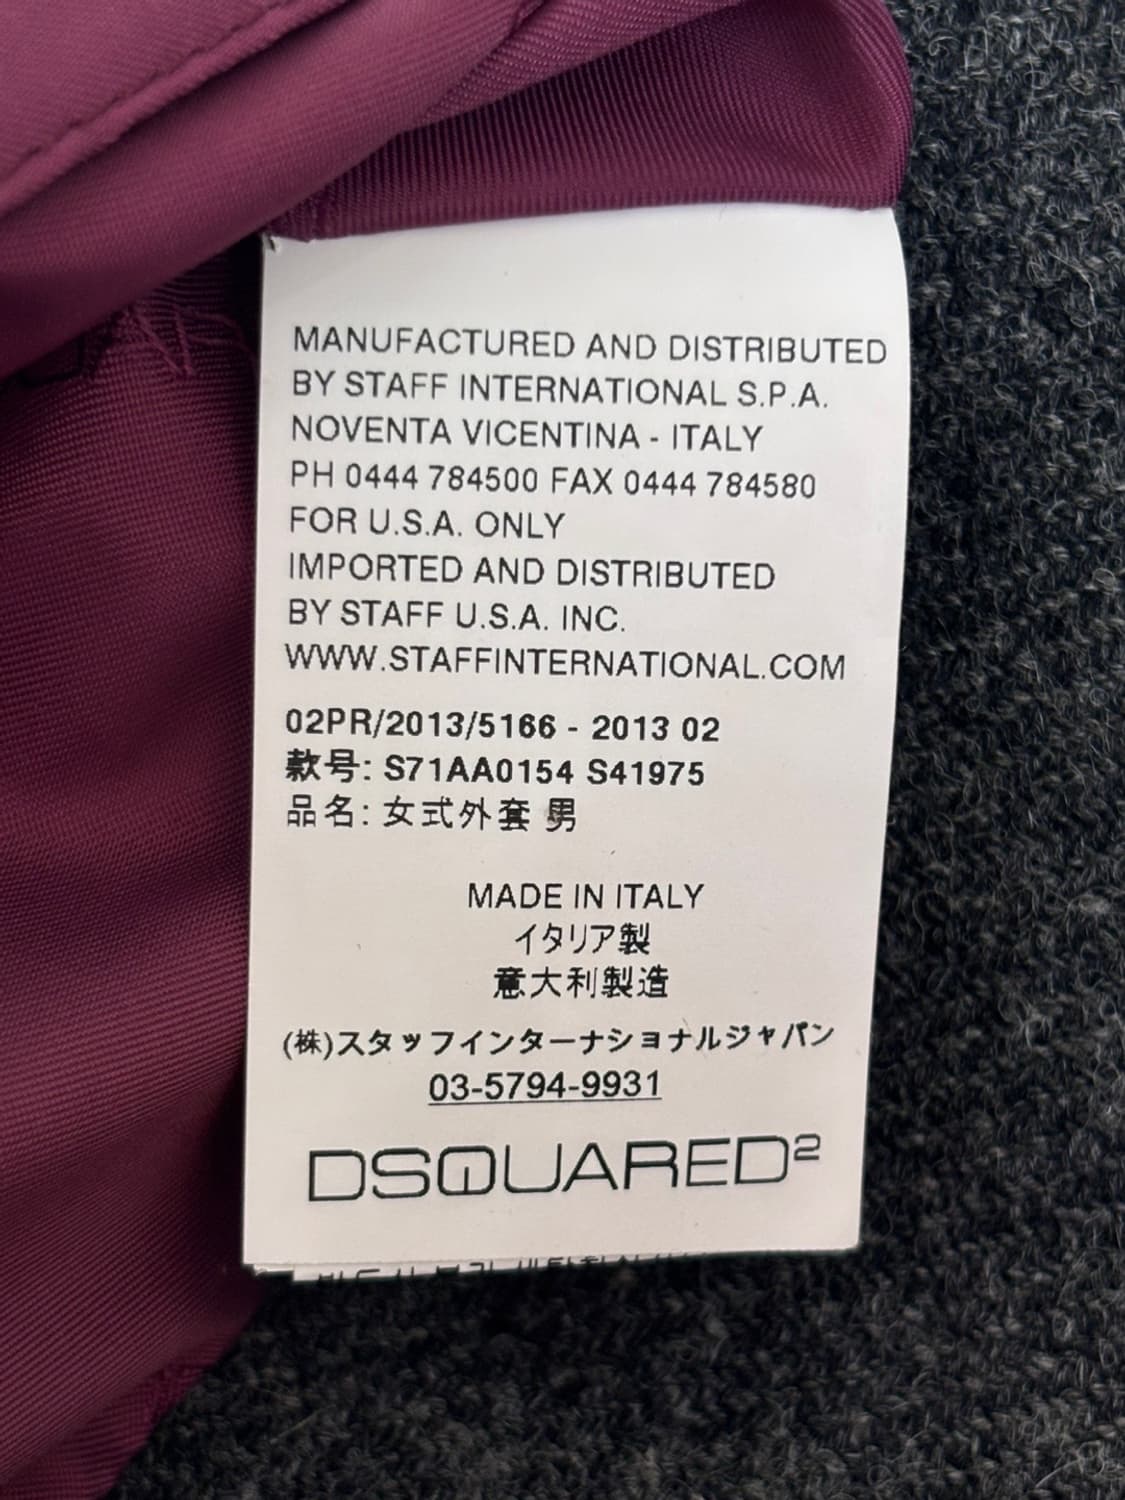 MANUFACTURED AND DISTRIBUTED
BY STAFF INTERNATIONAL S.P.A.
NOVENTA VICENTINA - ITALY
PH 0444 784500 FAX 0444 784580
FOR U.S.A. ONLY
IMPORTED AND DISTRIBUTED
BY STAFF U.S.A. INC.
WWW.STAFFINTERNATIONAL.COM
02PR/2013/5166 - 2013 02
款号: S71AA0154 S41975
品名: 女式外套 男
MADE IN ITALY
イタリア製
意大利製造
(株)スタッフインターナショナルジャパン
03-5794-9931
DSQUARED2